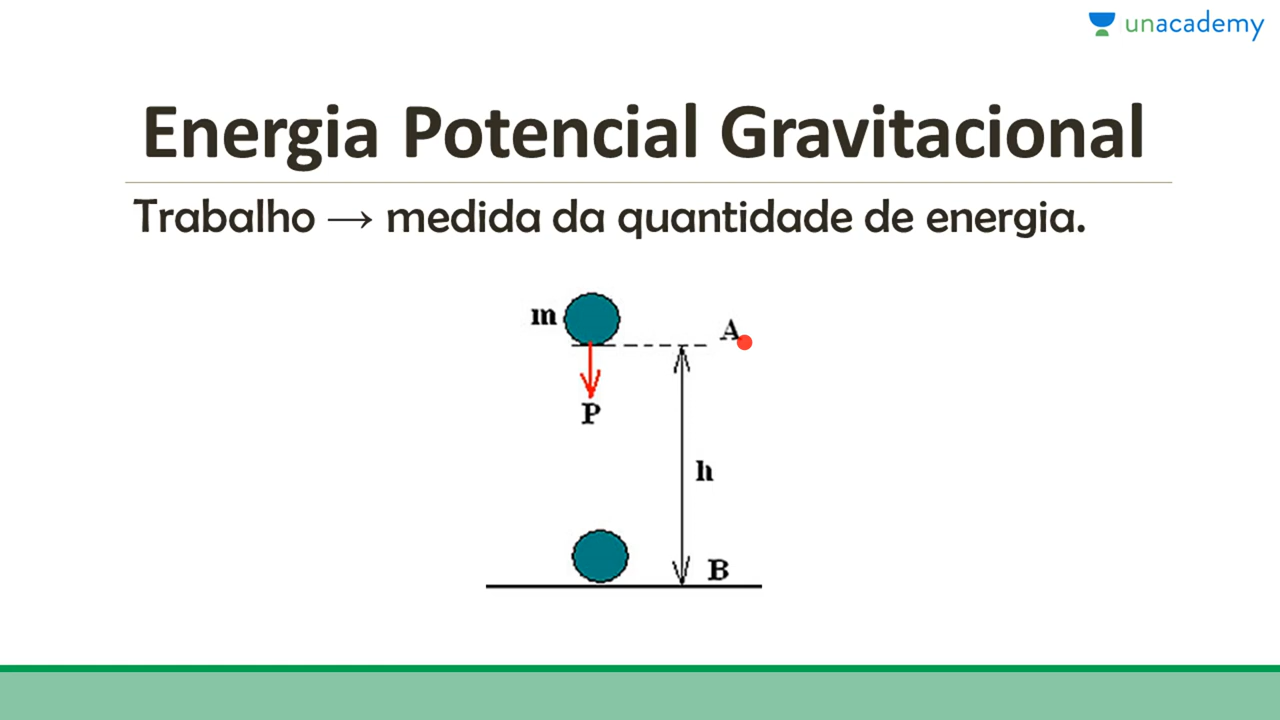 unacademy
Energia Potencial Gravitacional
Trabalho → medida da quantidade de energia.
m
A
P
h
B